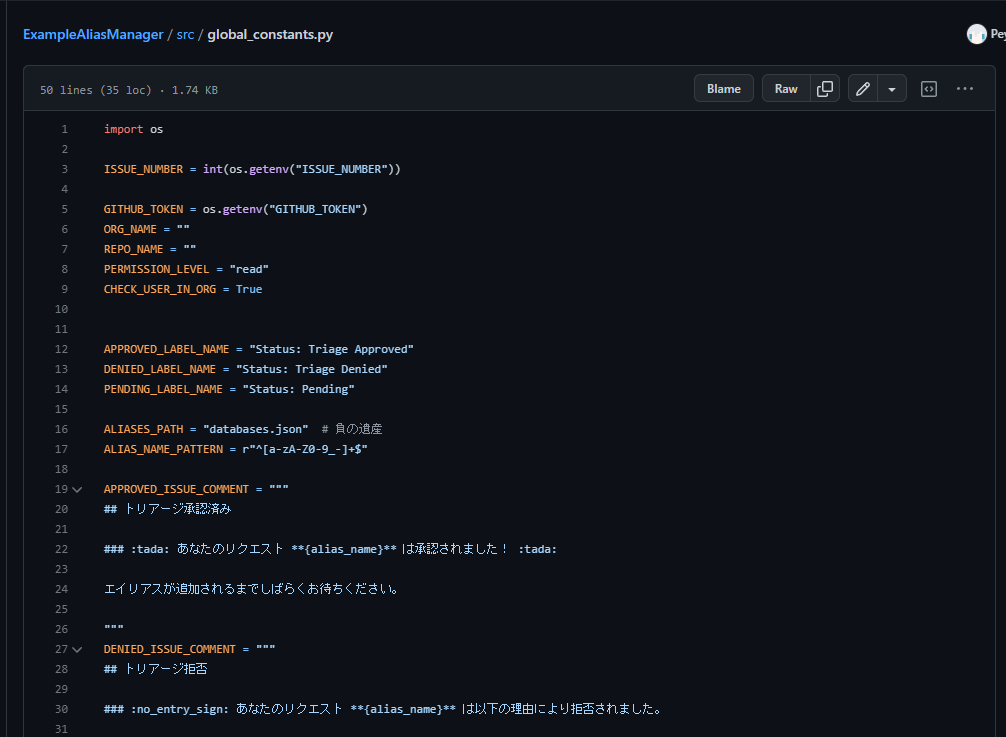 ExampleAliasManager / src / global_constants.py
50 lines (35 loc) · 1.74 KB
Blame
Raw
1 import os
2
3 ISSUE_NUMBER = int(os.getenv("ISSUE_NUMBER"))
4
5 GITHUB_TOKEN = os.getenv("GITHUB_TOKEN")
6 ORG_NAME = ""
7 REPO_NAME = ""
8 PERMISSION_LEVEL = "read"
9 CHECK_USER_IN_ORG = True
10
11
12 APPROVED_LABEL_NAME = "Status: Triage Approved"
13 DENIED_LABEL_NAME = "Status: Triage Denied"
14 PENDING_LABEL_NAME = "Status: Pending"
15
16 ALIASES_PATH = "databases.json"  # 負の遺産
17 ALIAS_NAME_PATTERN = r"^[a-zA-Z0-9_-]+$"
18
19 APPROVED_ISSUE_COMMENT = """
20 ## トリアージ承認済み
21
22 ### :tada: あなたのリクエスト **{alias_name}** は承認されました！ :tada:
23
24 エイリアスが追加されるまでしばらくお待ちください。
25
26 """
27 DENIED_ISSUE_COMMENT = """
28 ## トリアージ拒否
29
30 ### :no_entry_sign: あなたのリクエスト **{alias_name}** は以下の理由により拒否されました。
31